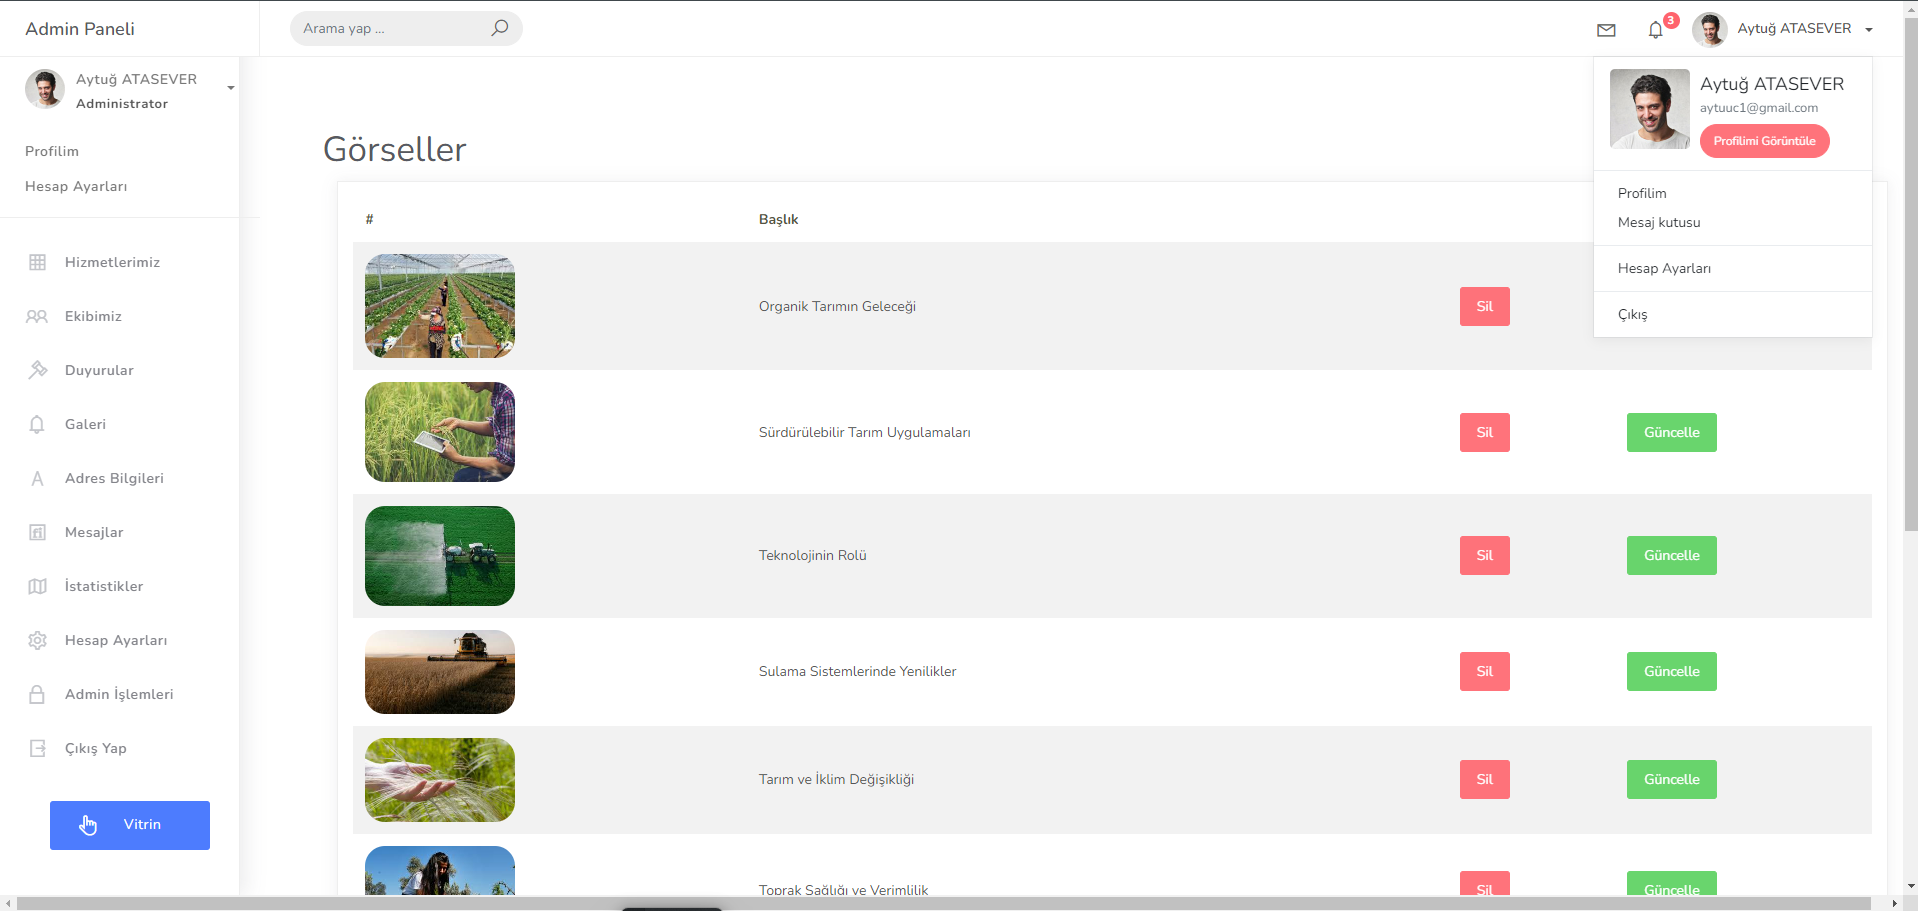 Admin Paneli
Arama yap ...
3
Aytuğ ATASEVER
Aytuğ ATASEVER
Administrator
Profilim
Hesap Ayarları
Hizmetlerimiz
Ekibimiz
Duyurular
Galeri
Adres Bilgileri
Mesajlar
İstatistikler
Hesap Ayarları
Admin İşlemleri
Çıkış Yap
Vitrin
Aytuğ ATASEVER
aytuuc1@gmail.com
Profilimi Görüntüle
Profilim
Mesaj kutusu
Hesap Ayarları
Çıkış
Görseller
# Başlık
Organik Tarımın Geleceği Sil
Sürdürülebilir Tarım Uygulamaları Sil Güncelle
Teknolojinin Rolü Sil Güncelle
Sulama Sistemlerinde Yenilikler Sil Güncelle
Tarım ve İklim Değişikliği Sil Güncelle
Toprak Sağlığı ve Verimlilik Sil Güncelle